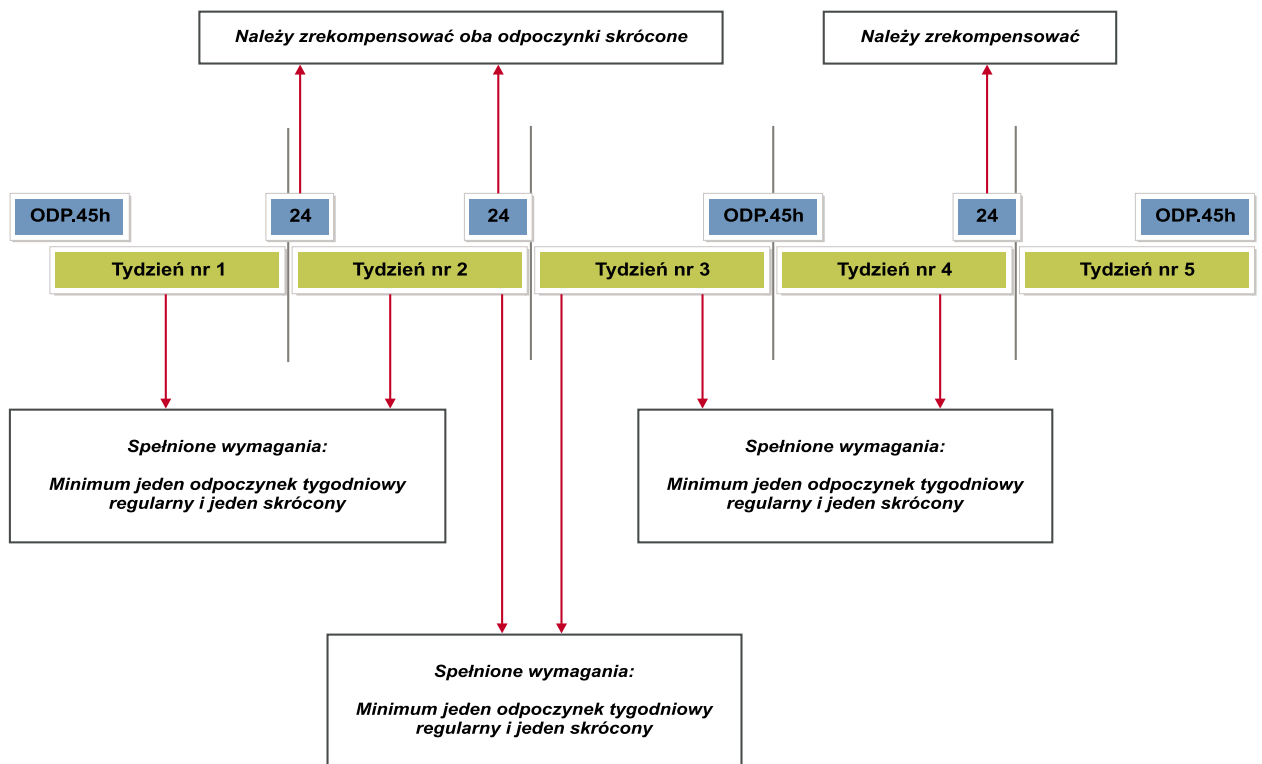 Należy zrekompensować oba odpoczynki skrócone
Należy zrekompensować
ODP.45h
24
24
ODP.45h
24
ODP.45h
Tydzień nr 1
Tydzień nr 2
Tydzień nr 3
Tydzień nr 4
Tydzień nr 5
Spełnione wymagania:
Minimum jeden odpoczynek tygodniowy
regularny i jeden skrócony
Spełnione wymagania:
Minimum jeden odpoczynek tygodniowy
regularny i jeden skrócony
Spełnione wymagania:
Minimum jeden odpoczynek tygodniowy
regularny i jeden skrócony